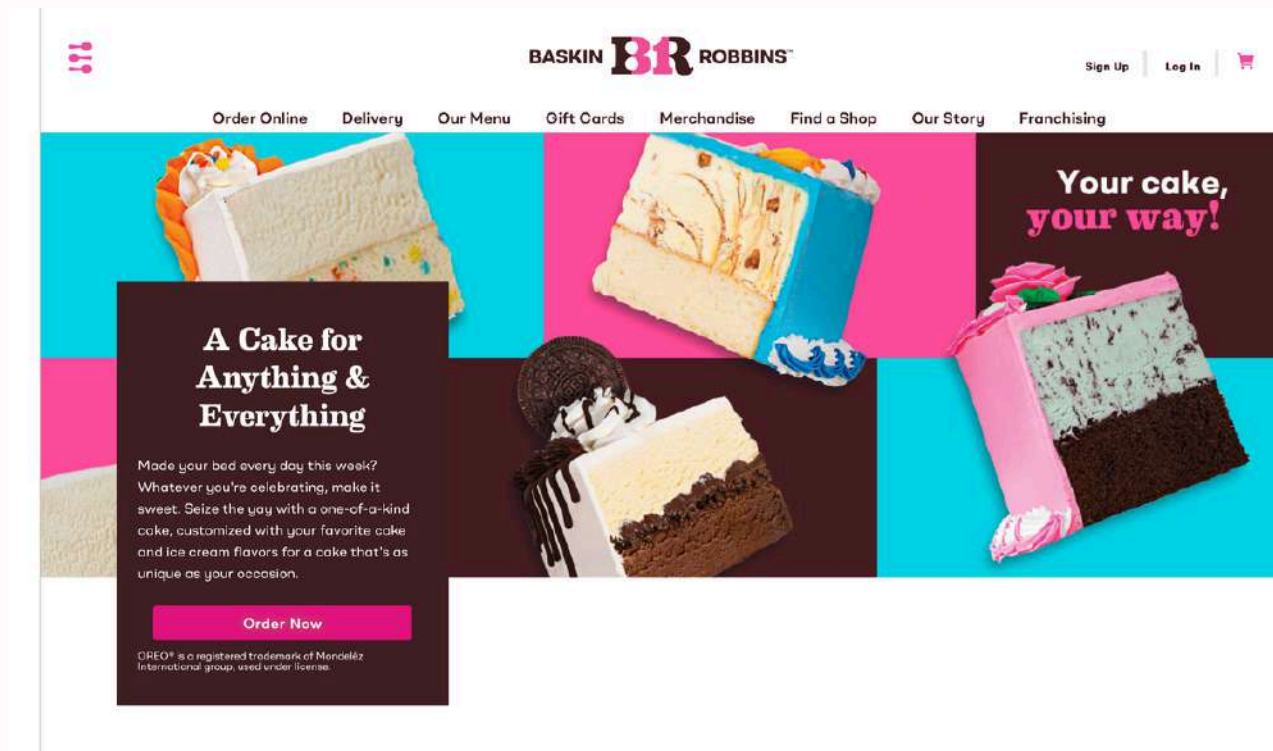 BASKIN BR ROBBINS™
Sign Up Log In
Order Online Delivery Our Menu Gift Cards Merchandise Find a Shop Our Story Franchising
Your cake,
your way!
A Cake for
Anything &
Everything
Made your bed every day this week?
Whatever you're celebrating, make it
sweet. Seize the yay with a one-of-a-kind
cake, customized with your favorite cake
and ice cream flavors for a cake that's as
unique as your occasion.
Order Now
OREO® is a registered trademark of Mondelēz
International group, used under license.